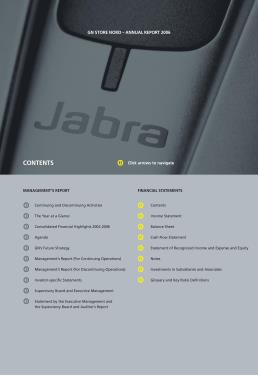 GN STORE NORD – ANNUAL REPORT 2006
Jabra
CONTENTS
Click arrows to navigate
MANAGEMENT'S REPORT
Continuing and Discontinuing Activities
The Year at a Glance
Consolidated Financial Highlights 2002-2006
Agenda
GN's Future Strategy
Management's Report (For Continuing Operations)
Management's Report (For Discontinuing Operations)
Investor-specific Statements
Supervisory Board and Executive Management
Statement by the Executive Management and
the Supervisory Board and Auditor's Report
FINANCIAL STATEMENTS
Contents
Income Statement
Balance Sheet
Cash Flow Statement
Statement of Recognized Income and Expense and Equity
Notes
Investments in Subsidiaries and Associates
Glossary and Key Ratio Definitions